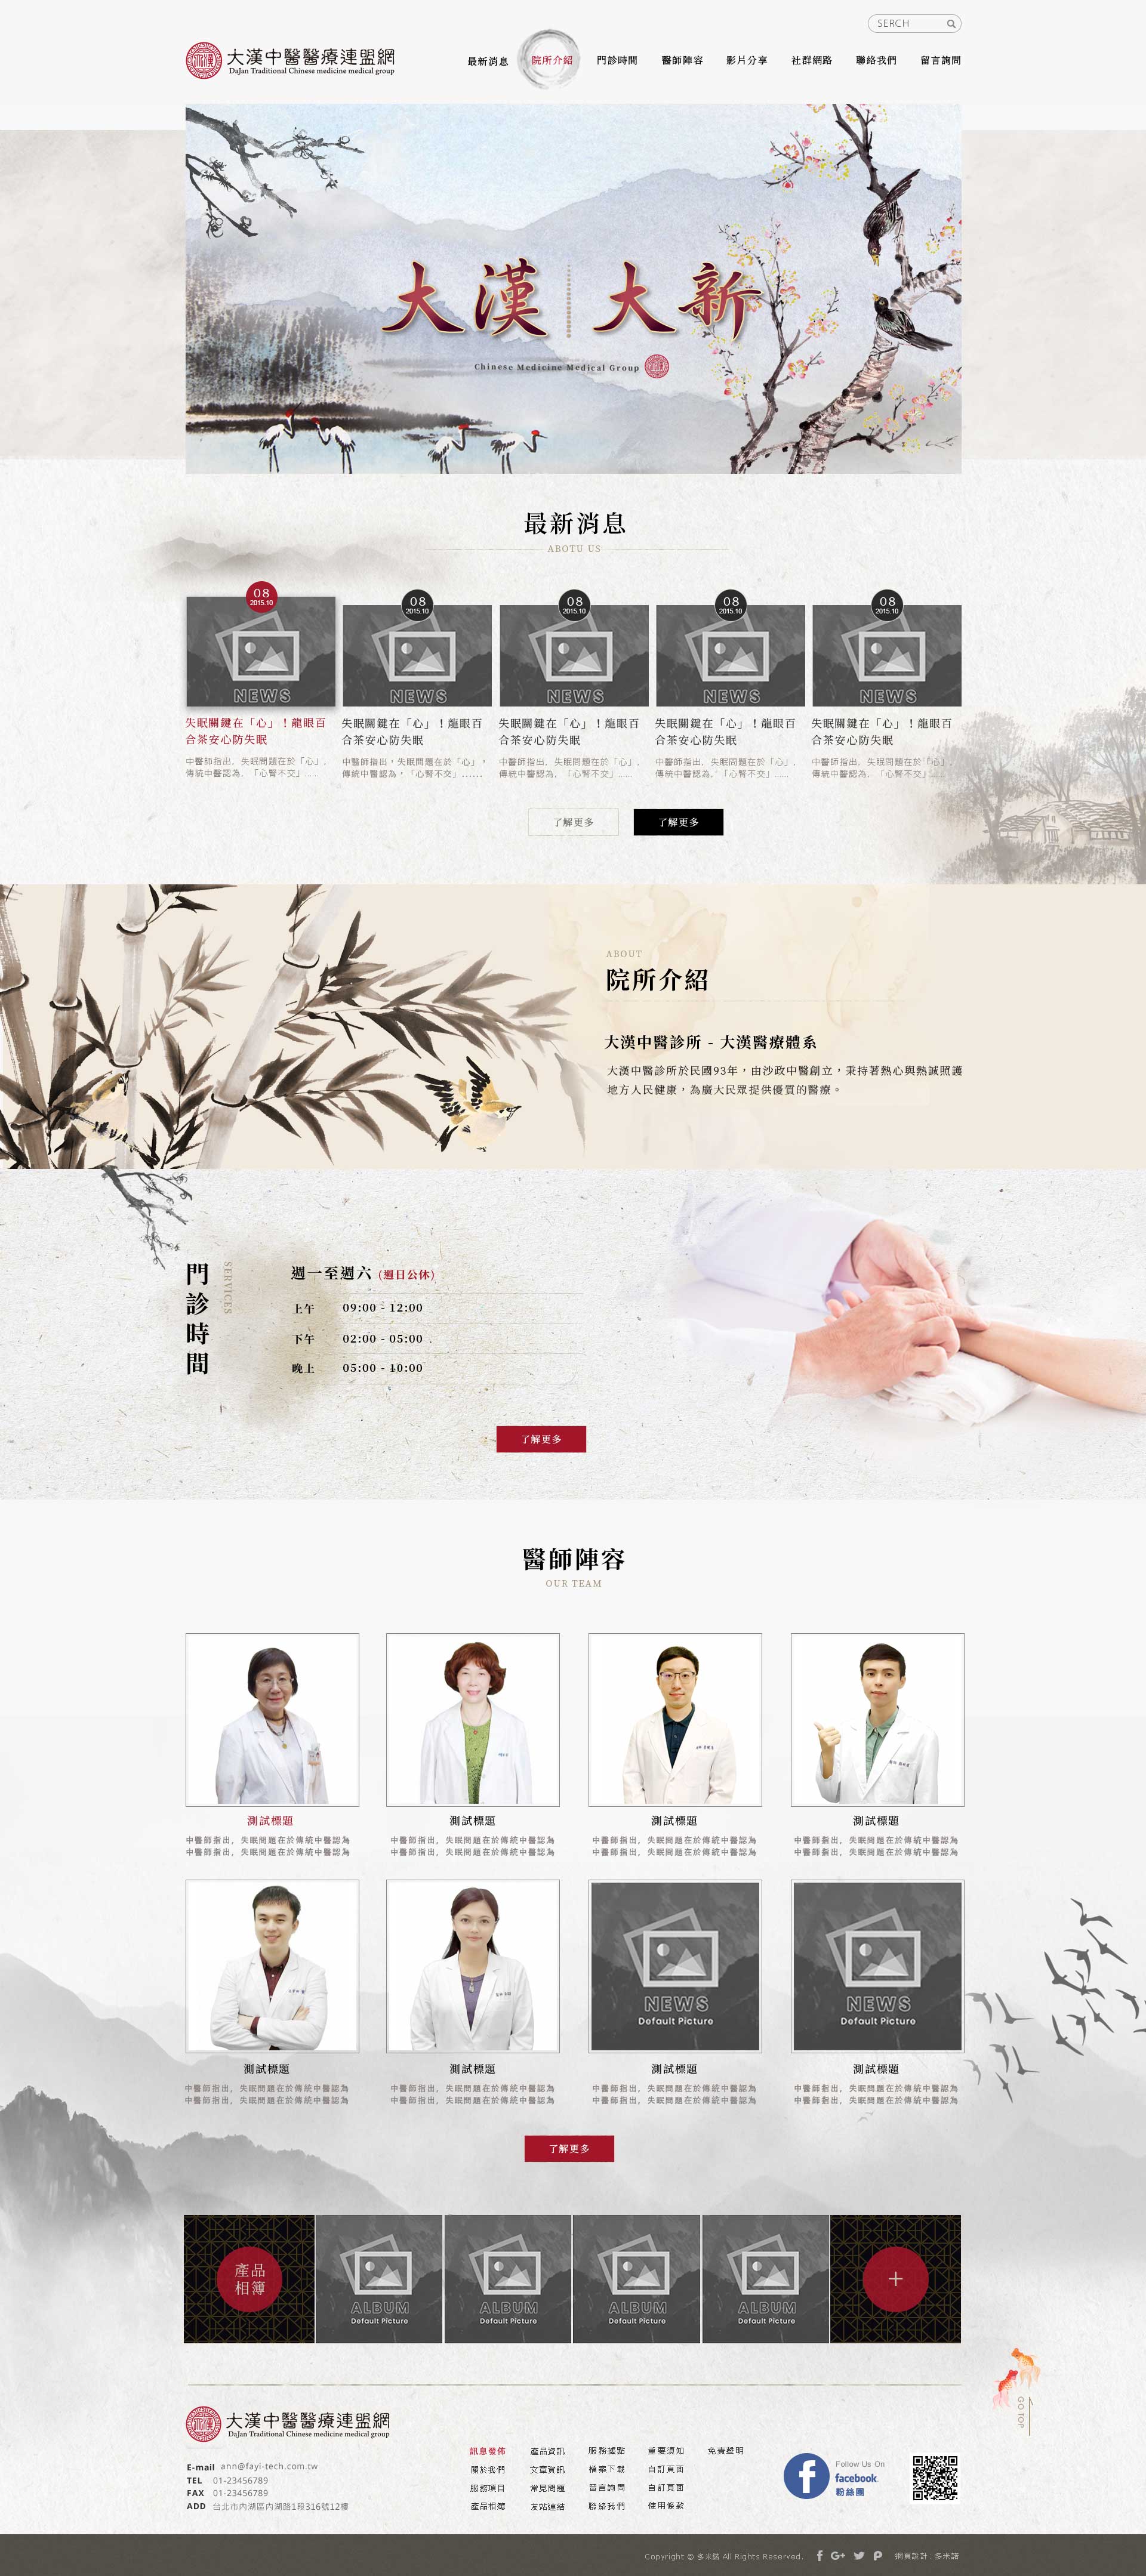 SERCH
大漢中醫醫療連盟網
DaJan Traditional Chinese medicine medical group
最新消息 院所介紹 門診時間 醫師陣容 影片分享 社群網路 聯絡我們 留言詢問
大漢 大新
Chinese Medicine Medical Group
最新消息
ABOTU US
08 08 08 08 08
2015.10 2015.10 2015.10 2015.10 2015.10
NEWS NEWS NEWS NEWS NEWS
失眠關鍵在「心」！龍眼百 失眠關鍵在「心」！龍眼百 失眠關鍵在「心」！龍眼百 失眠關鍵在「心」！龍眼百 失眠關鍵在「心」！龍眼百
合茶安心防失眠 合茶安心防失眠 合茶安心防失眠 合茶安心防失眠 合茶安心防失眠
中醫師指出，失眠問題在於「心」， 中醫師指出，失眠問題在於「心」， 中醫師指出，失眠問題在於「心」， 中醫師指出，失眠問題在於「心」， 中醫師指出，失眠問題在於「心」，
傳統中醫認為，「心腎不交」...... 傳統中醫認為，「心腎不交」...... 傳統中醫認為，「心腎不交」...... 傳統中醫認為，「心腎不交」...... 傳統中醫認為，「心腎不交」......
了解更多 了解更多
ABOUT
院所介紹
大漢中醫診所 - 大漢醫療體系
大漢中醫診所於民國93年，由沙政中醫創立，秉持著熱心與熱誠照護
地方人民健康，為廣大民眾提供優質的醫療。
門診時間
SERVICES
週一至週六 (週日公休)
上午 09:00 - 12:00
下午 02:00 - 05:00
晚上 05:00 - 10:00
了解更多
醫師陣容
OUR TEAM
測試標題 測試標題 測試標題 測試標題
中醫師指出，失眠問題在於傳統中醫認為 中醫師指出，失眠問題在於傳統中醫認為 中醫師指出，失眠問題在於傳統中醫認為 中醫師指出，失眠問題在於傳統中醫認為
中醫師指出，失眠問題在於傳統中醫認為 中醫師指出，失眠問題在於傳統中醫認為 中醫師指出，失眠問題在於傳統中醫認為 中醫師指出，失眠問題在於傳統中醫認為
NEWS NEWS
Default Picture Default Picture
測試標題 測試標題 測試標題 測試標題
中醫師指出，失眠問題在於傳統中醫認為 中醫師指出，失眠問題在於傳統中醫認為 中醫師指出，失眠問題在於傳統中醫認為 中醫師指出，失眠問題在於傳統中醫認為
中醫師指出，失眠問題在於傳統中醫認為 中醫師指出，失眠問題在於傳統中醫認為 中醫師指出，失眠問題在於傳統中醫認為 中醫師指出，失眠問題在於傳統中醫認為
了解更多
產品
相簿
ALBUM ALBUM ALBUM ALBUM
Default Picture Default Picture Default Picture Default Picture
+
GO TOP
大漢中醫醫療連盟網
DaJan Traditional Chinese medicine medical group
E-mail ann@fayi-tech.com.tw
TEL 01-23456789
FAX 01-23456789
ADD 台北市內湖區內湖路1段316號12樓
訊息發佈 產品資訊 服務據點 重要須知 免責聲明
關於我們 文章資訊 檔案下載 自訂頁面
服務項目 常見問題 留言詢問 自訂頁面
產品相簿 友站連結 聯絡我們 使用條款
Follow Us On
facebook
粉絲團
Copyright © 多米諾 All Rights Reserved. f G+ 網頁設計 : 多米諾